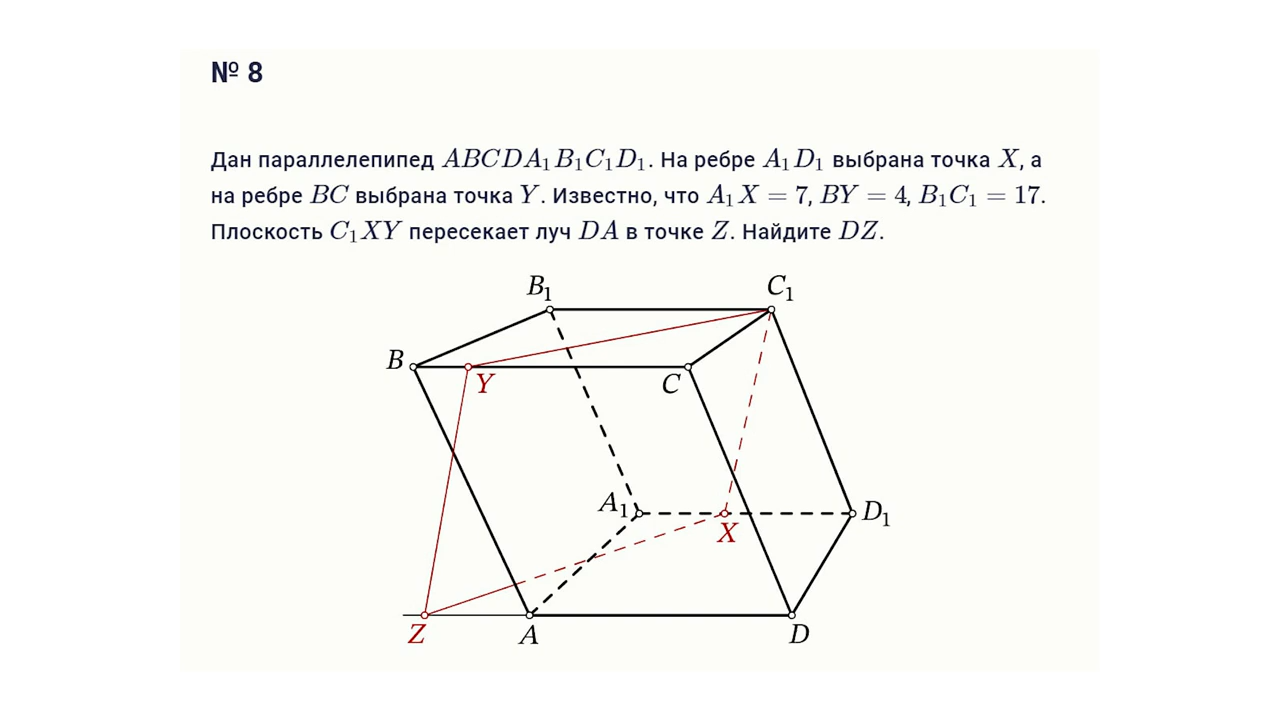 № 8
Дан параллелепипед ABCDA₁B₁C₁D₁. На ребре A₁D₁ выбрана точка X, а
на ребре BC выбрана точка Y. Известно, что A₁X = 7, BY = 4, B₁C₁ = 17.
Плоскость C₁XY пересекает луч DA в точке Z. Найдите DZ.
B₁
C₁
B
Y
C
A₁
X
D₁
Z
A
D